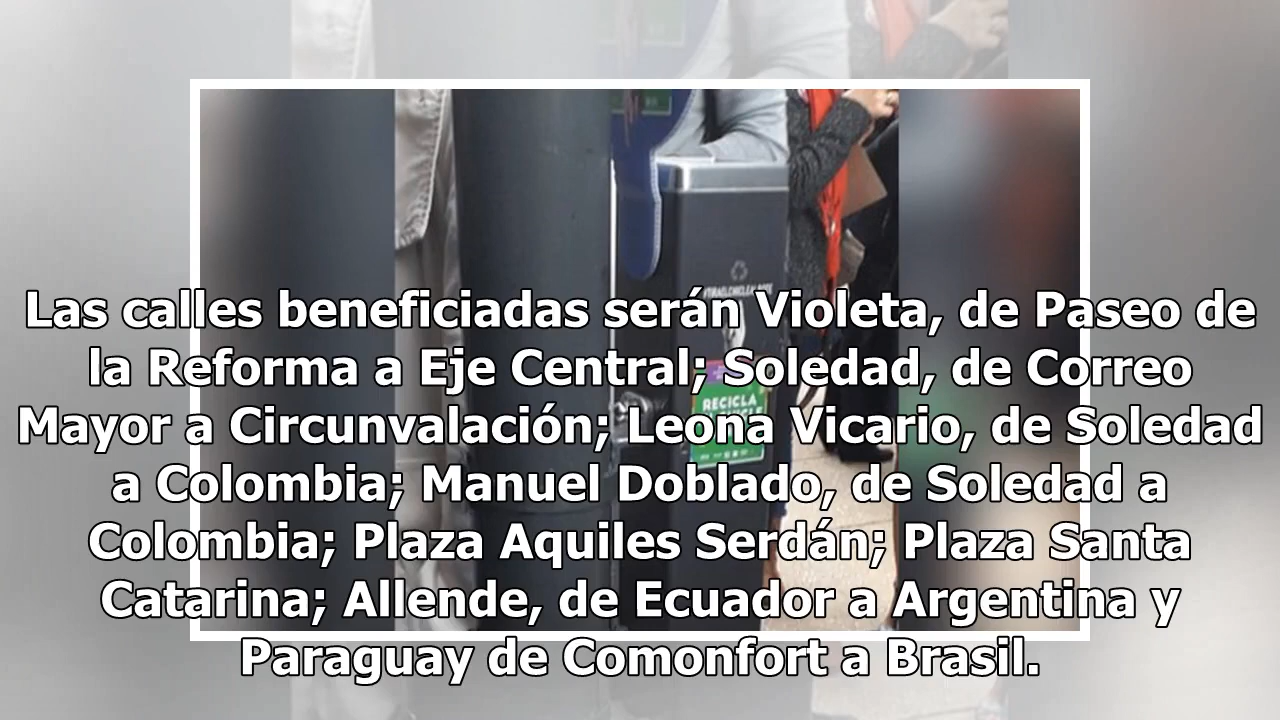 Las calles beneficiadas serán Violeta, de Paseo de
la Reforma a Eje Central; Soledad, de Correo
Mayor a Circunvalación; Leona Vicario, de Soledad
a Colombia; Manuel Doblado, de Soledad a
Colombia; Plaza Aquiles Serdán; Plaza Santa
Catarina; Allende, de Ecuador a Argentina y
Paraguay de Comonfort a Brasil.
RECICLA